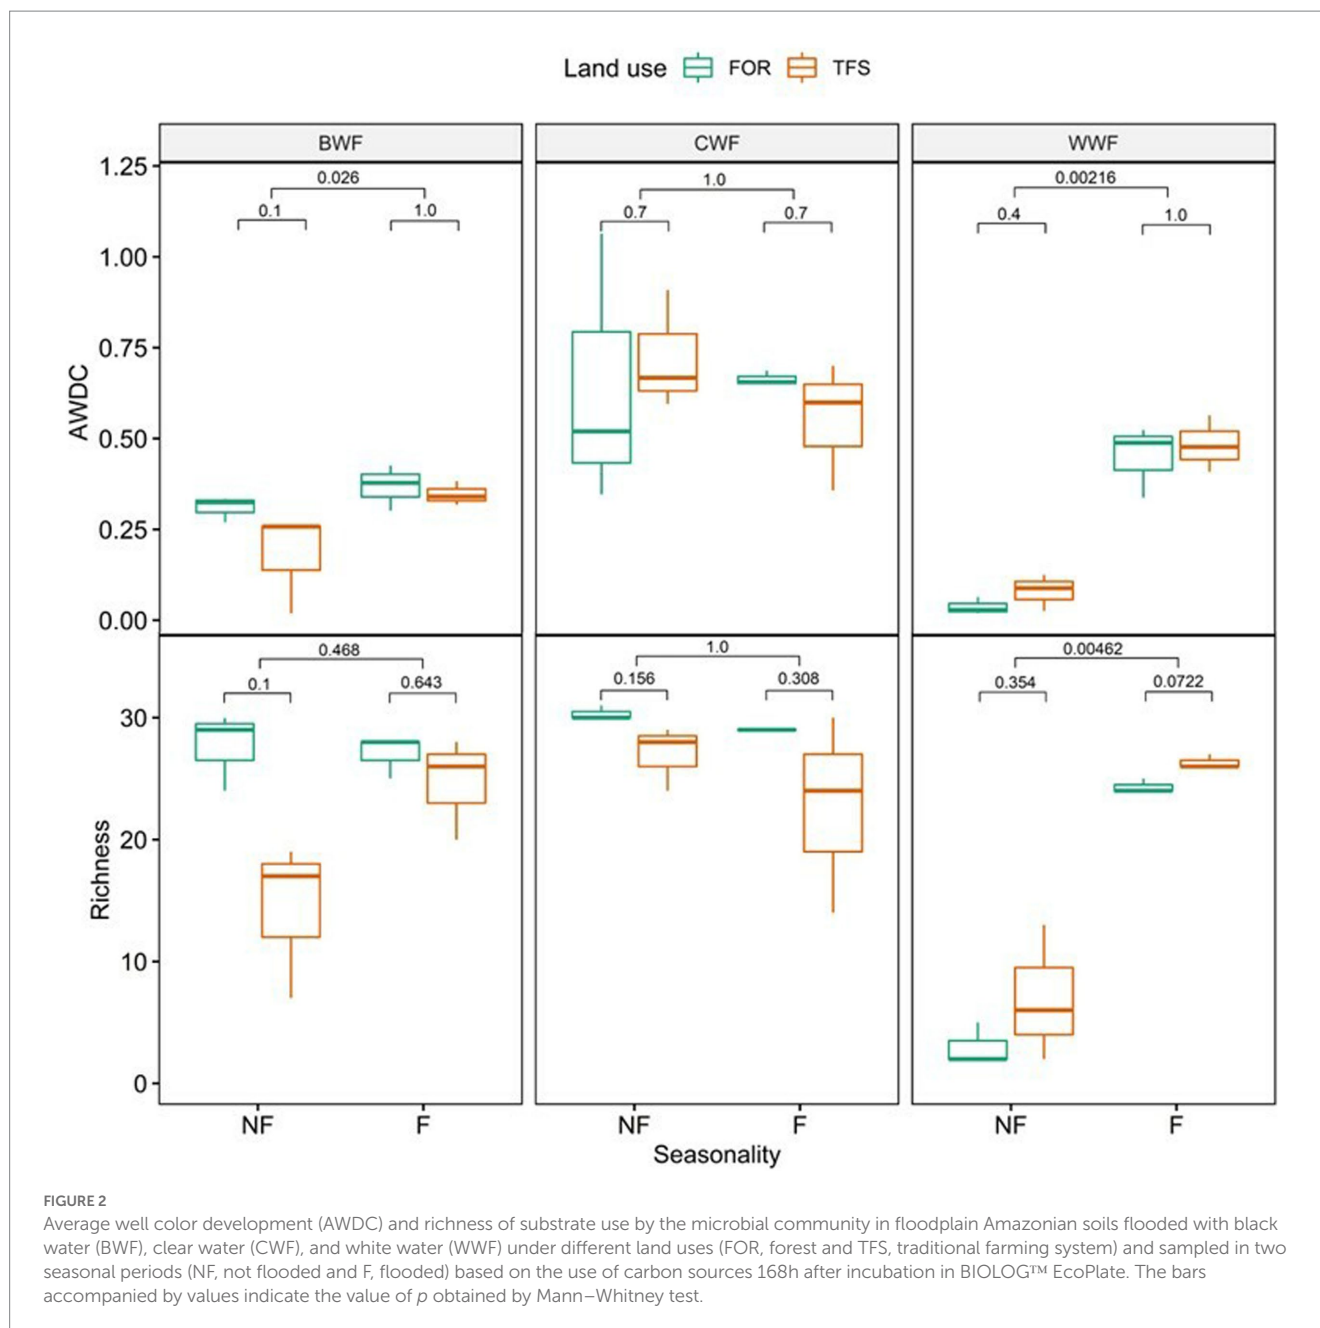 Land use FOR TFS
BWF CWF WWF
1.25
0.026 1.0 0.00216
0.1 1.0 0.7 0.7 0.4 1.0
1.00
0.75
AWDC
0.50
0.25
0.00
0.468 1.0 0.00462
0.1 0.643 0.156 0.308 0.354 0.0722
30
20
Richness
10
0
NF F NF F NF F
Seasonality
FIGURE 2
Average well color development (AWDC) and richness of substrate use by the microbial community in floodplain Amazonian soils flooded with black
water (BWF), clear water (CWF), and white water (WWF) under different land uses (FOR, forest and TFS, traditional farming system) and sampled in two
seasonal periods (NF, not flooded and F, flooded) based on the use of carbon sources 168h after incubation in BIOLOG™ EcoPlate. The bars
accompanied by values indicate the value of p obtained by Mann–Whitney test.